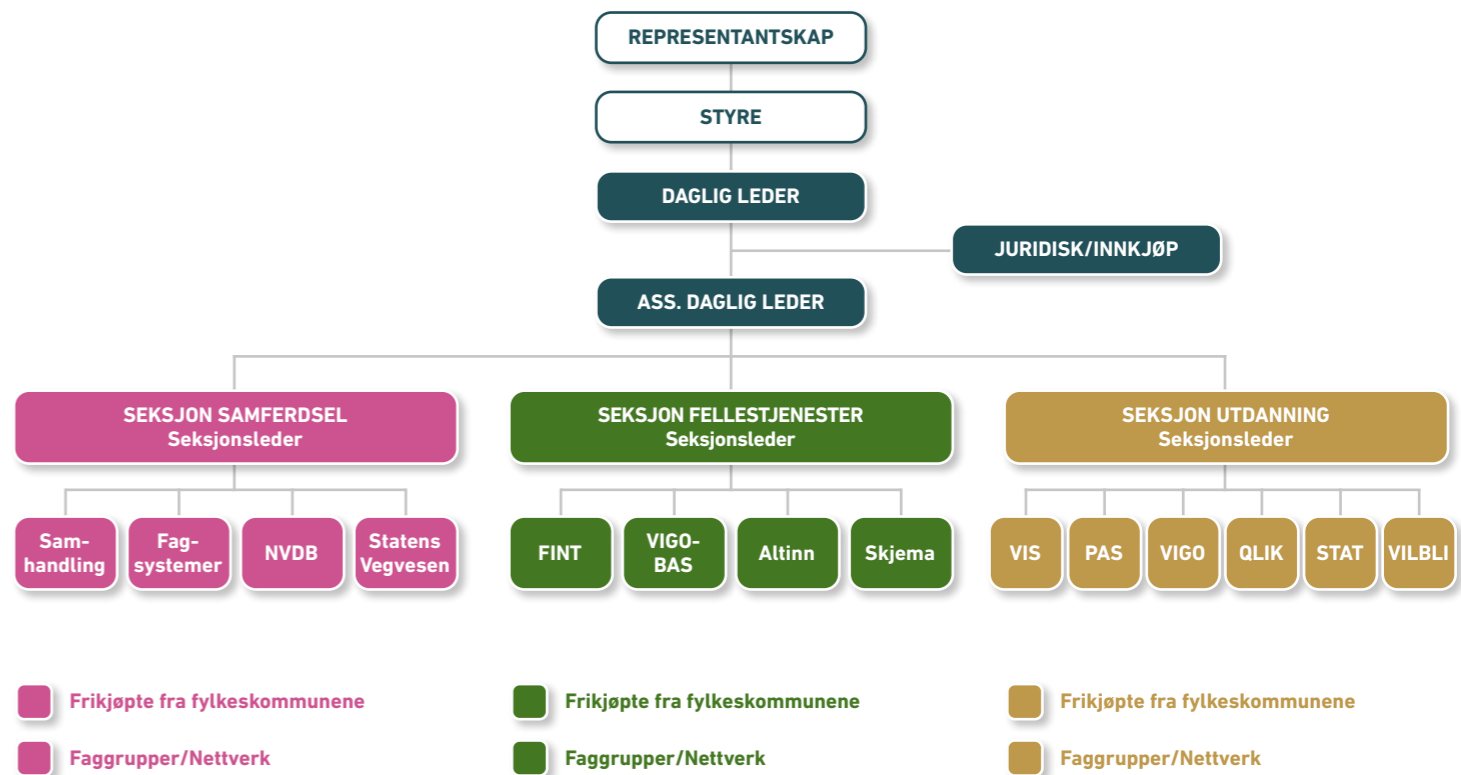 REPRESENTANTSKAP
STYRE
DAGLIG LEDER
JURIDISK/INNKJØP
ASS. DAGLIG LEDER
SEKSJON SAMFERDSEL
Seksjonsleder
SEKSJON FELLESTJENESTER
Seksjonsleder
SEKSJON UTDANNING
Seksjonsleder
Sam-
handling
Fag-
systemer
NVDB
Statens
Vegvesen
FINT
VIGO-
BAS
Altinn
Skjema
VIS
PAS
VIGO
QLIK
STAT
VILBLI
Frikjøpte fra fylkeskommunene
Frikjøpte fra fylkeskommunene
Frikjøpte fra fylkeskommunene
Faggrupper/Nettverk
Faggrupper/Nettverk
Faggrupper/Nettverk